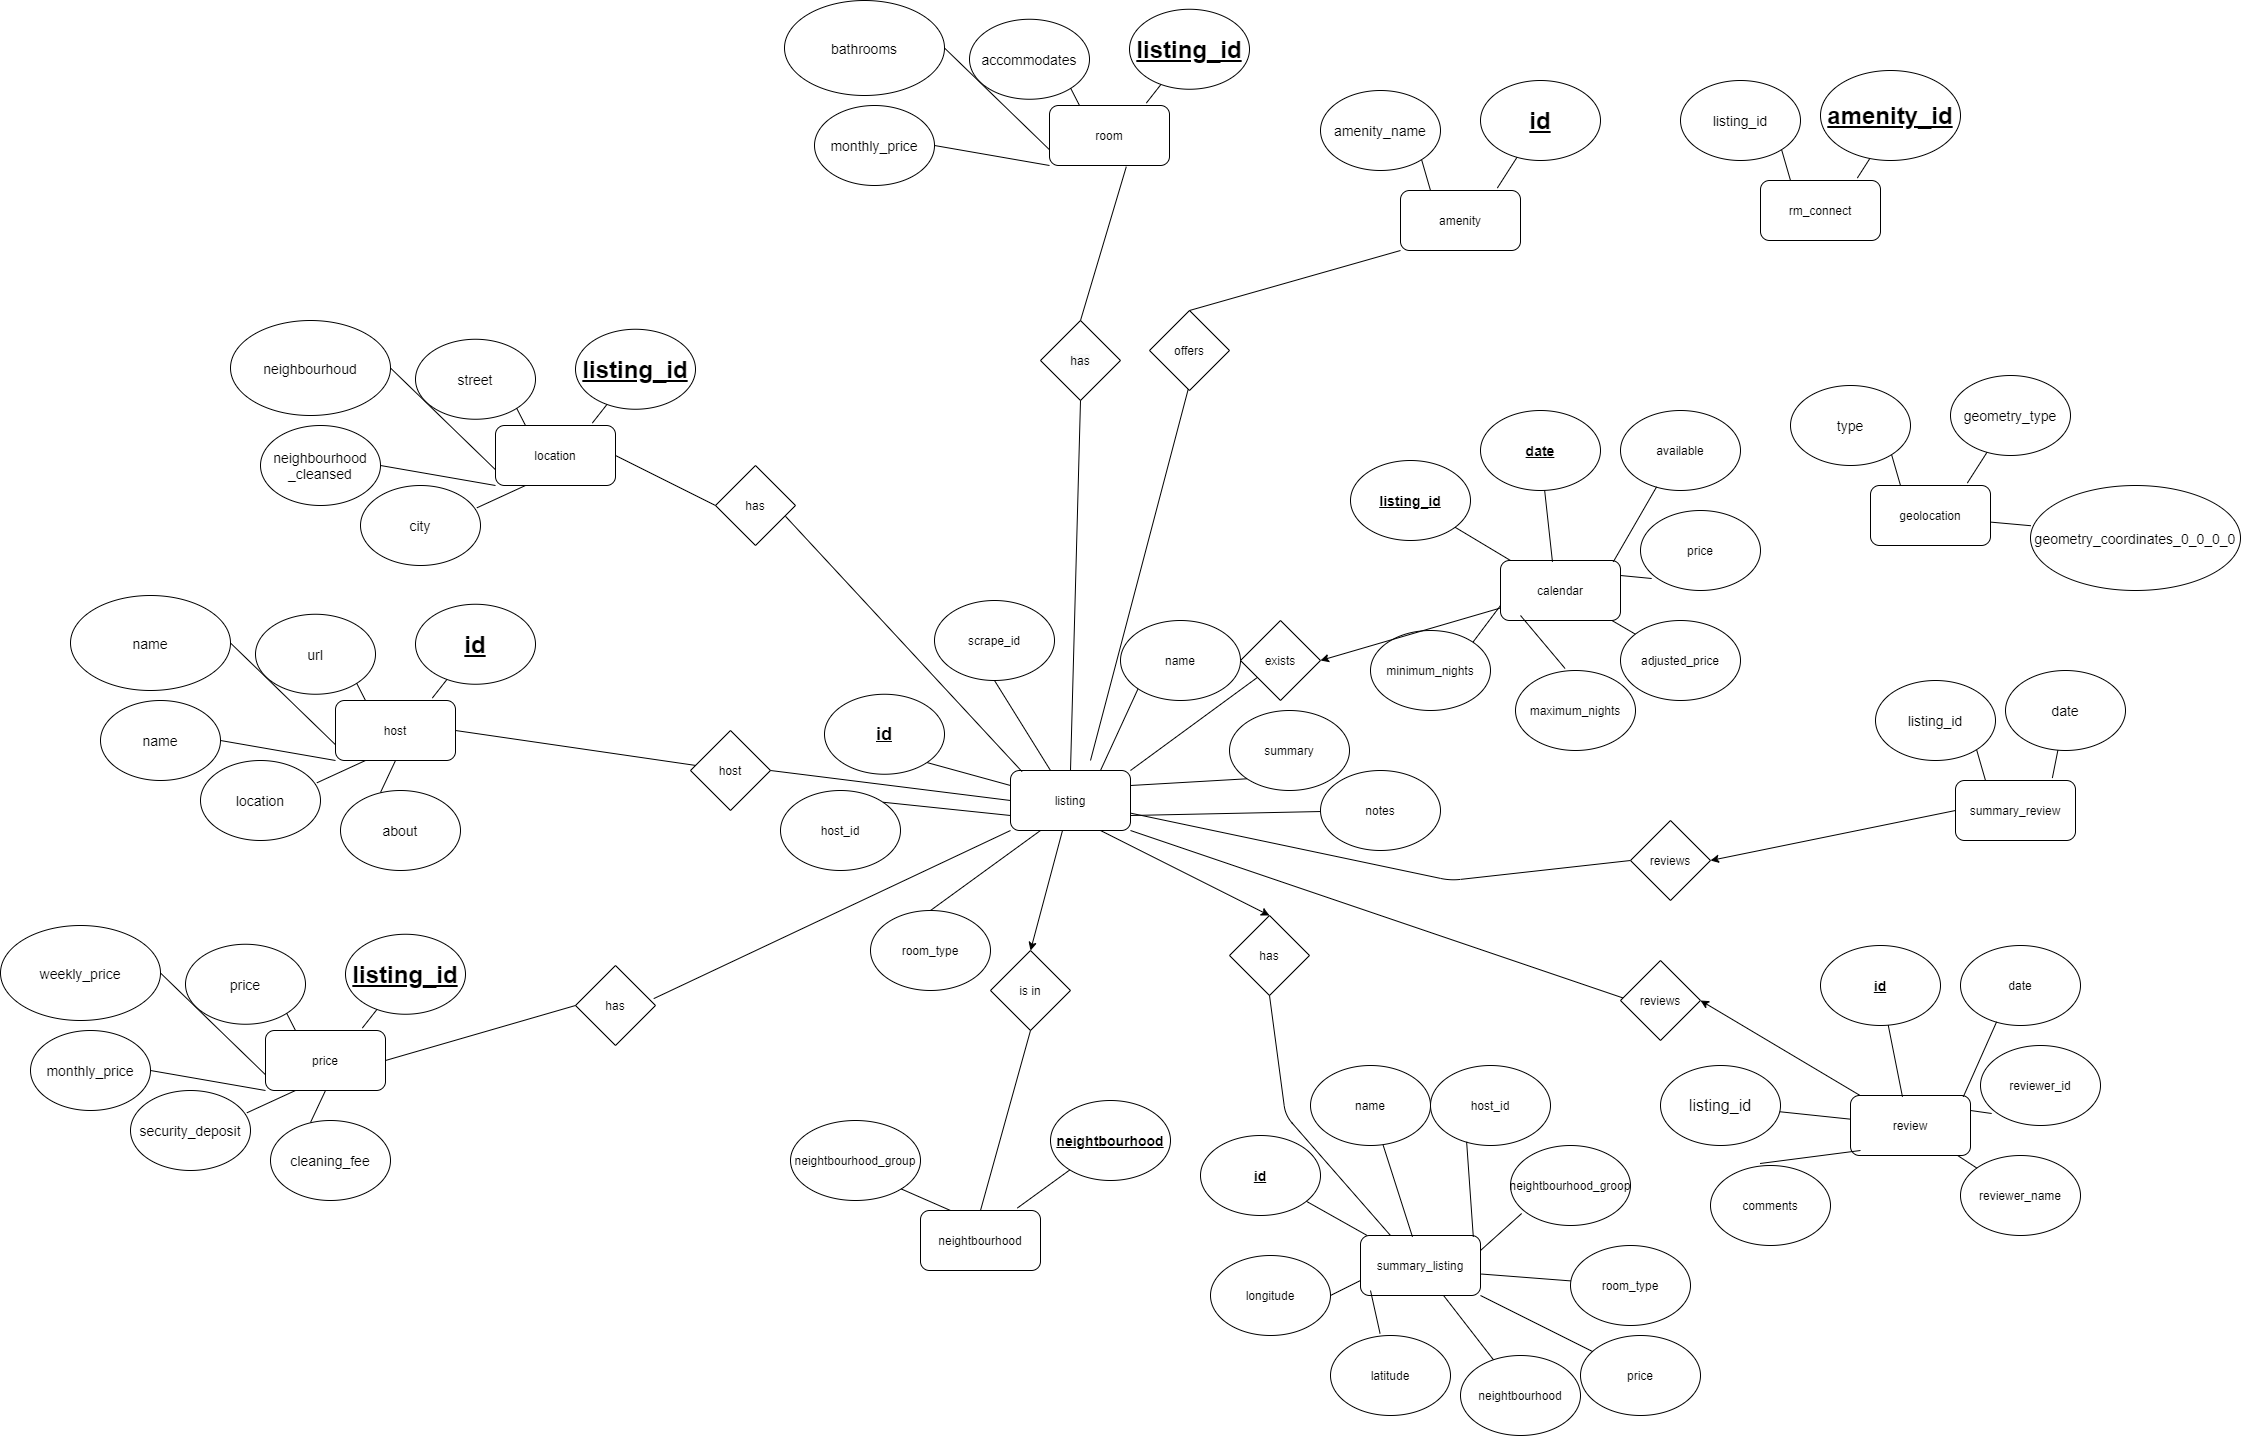 bathrooms
accommodates
listing_id
monthly_price
room
amenity_name
id
amenity
listing_id
amenity_id
rm_connect
has
offers
neighbourhoud
street
listing_id
neighbourhood
_cleansed
location
city
has
name
url
id
name
host
location
about
host
listing_id
date
available
price
calendar
minimum_nights
maximum_nights
adjusted_price
exists
type
geometry_type
geolocation
geometry_coordinates_0_0_0_0
scrape_id
name
id
summary
host_id
listing
notes
room_type
listing_id
date
summary_review
reviews
weekly_price
price
listing_id
monthly_price
price
security_deposit
cleaning_fee
has
is in
has
reviews
neightbourhood_group
neightbourhood
neightbourhood
id
date
listing_id
reviewer_id
review
comments
reviewer_name
name
host_id
id
neightbourhood_groop
summary_listing
longitude
room_type
latitude
neightbourhood
price